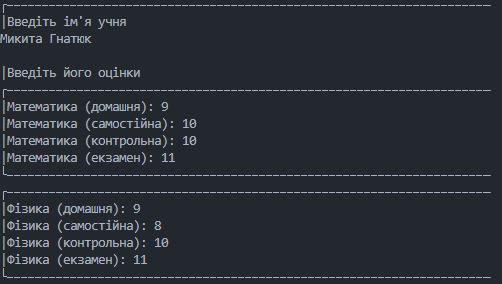 Введіть ім'я учня
Микита Гнатюк
Введіть його оцінки
Математика (домашня): 9
Математика (самостійна): 10
Математика (контрольна): 10
Математика (екзамен): 11
Фізика (домашня): 9
Фізика (самостійна): 8
Фізика (контрольна): 10
Фізика (екзамен): 11